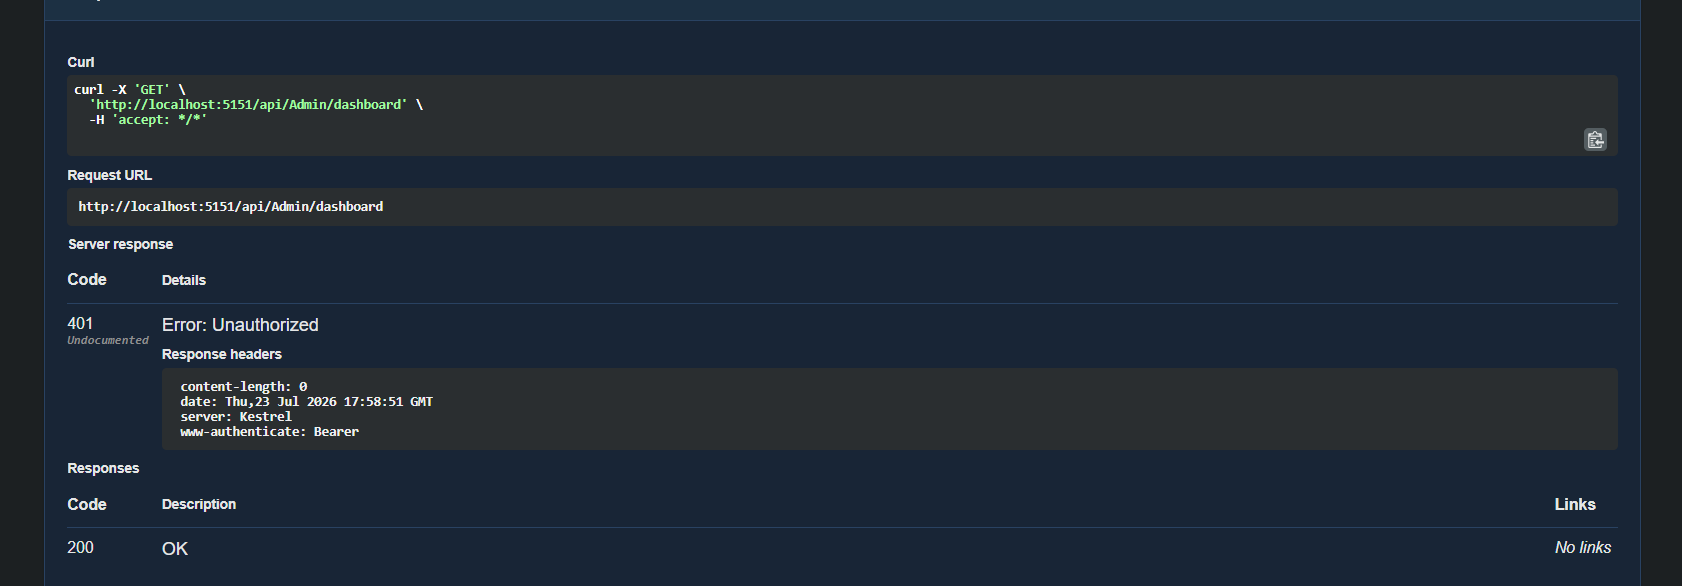 Curl
curl -X 'GET' \
'http://localhost:5151/api/Admin/dashboard' \
-H 'accept: */*'
Request URL
http://localhost:5151/api/Admin/dashboard
Server response
Code Details
401 Error: Unauthorized
Undocumented
Response headers
content-length: 0
date: Thu,23 Jul 2026 17:58:51 GMT
server: Kestrel
www-authenticate: Bearer
Responses
Code Description Links
200 OK No links